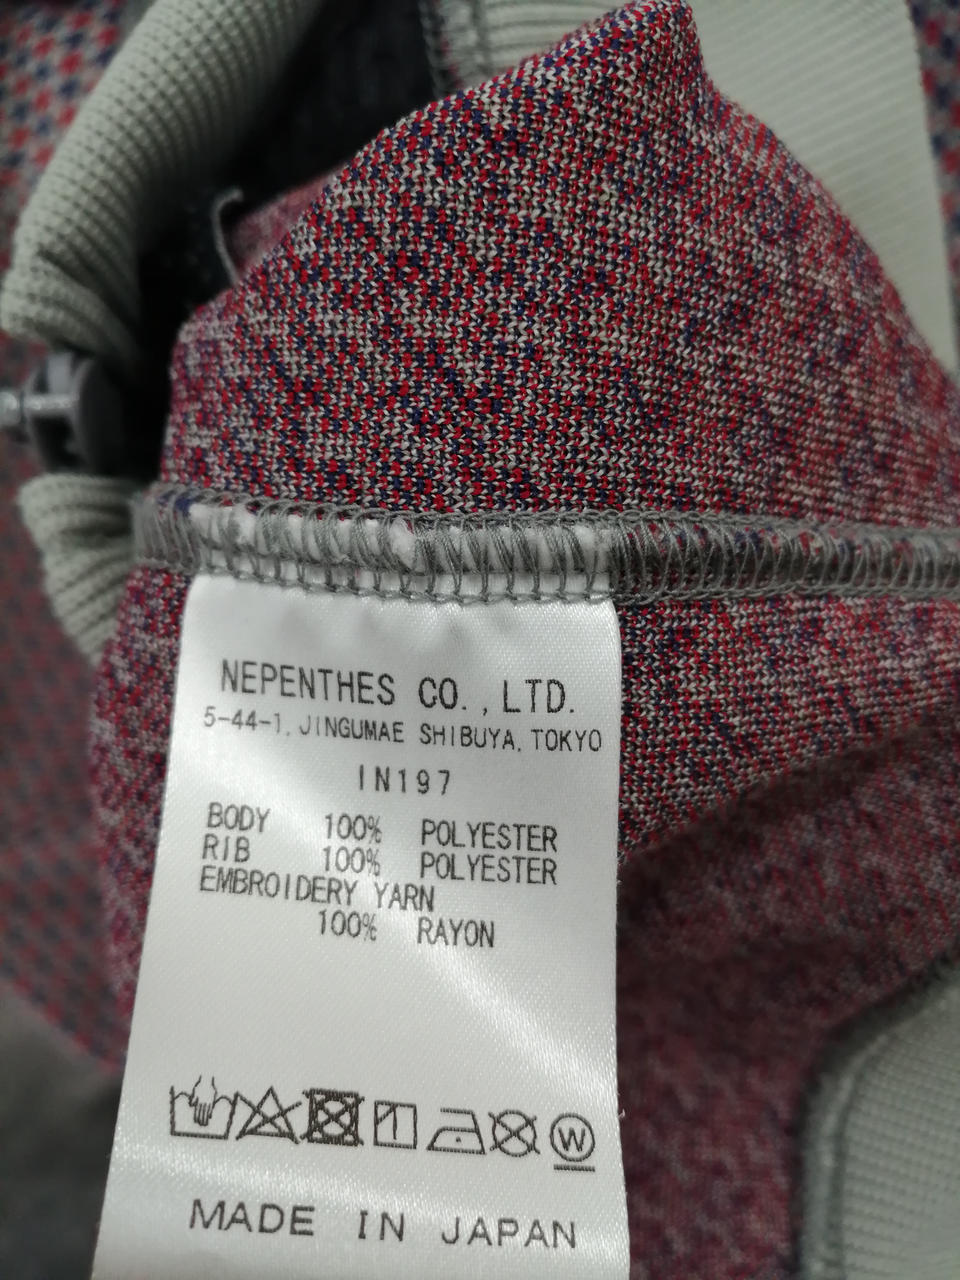 NEPENTHES CO., LTD.
5-44-1, JINGUMAE SHIBUYA, TOKYO
IN197
BODY 100% POLYESTER
RIB 100% POLYESTER
EMBROIDERY YARN
100% RAYON
W
MADE IN JAPAN